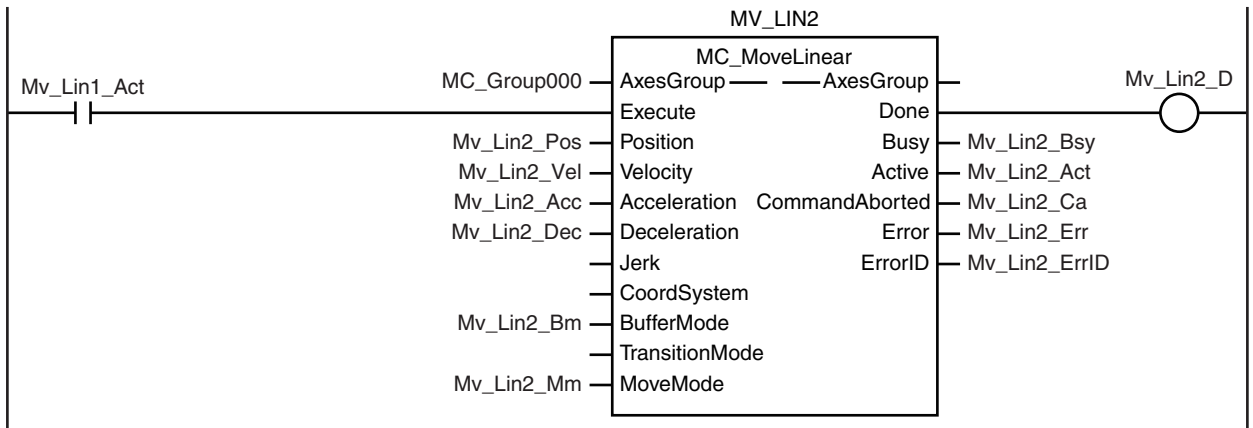 MV_LIN2
MC_MoveLinear
Mv_Lin1_Act
MC_Group000 AxesGroup AxesGroup Mv_Lin2_D
Execute Done
Mv_Lin2_Pos Position Busy Mv_Lin2_Bsy
Mv_Lin2_Vel Velocity Active Mv_Lin2_Act
Mv_Lin2_Acc Acceleration CommandAborted Mv_Lin2_Ca
Mv_Lin2_Dec Deceleration Error Mv_Lin2_Err
Jerk ErrorID Mv_Lin2_ErrID
CoordSystem
Mv_Lin2_Bm BufferMode
TransitionMode
Mv_Lin2_Mm MoveMode